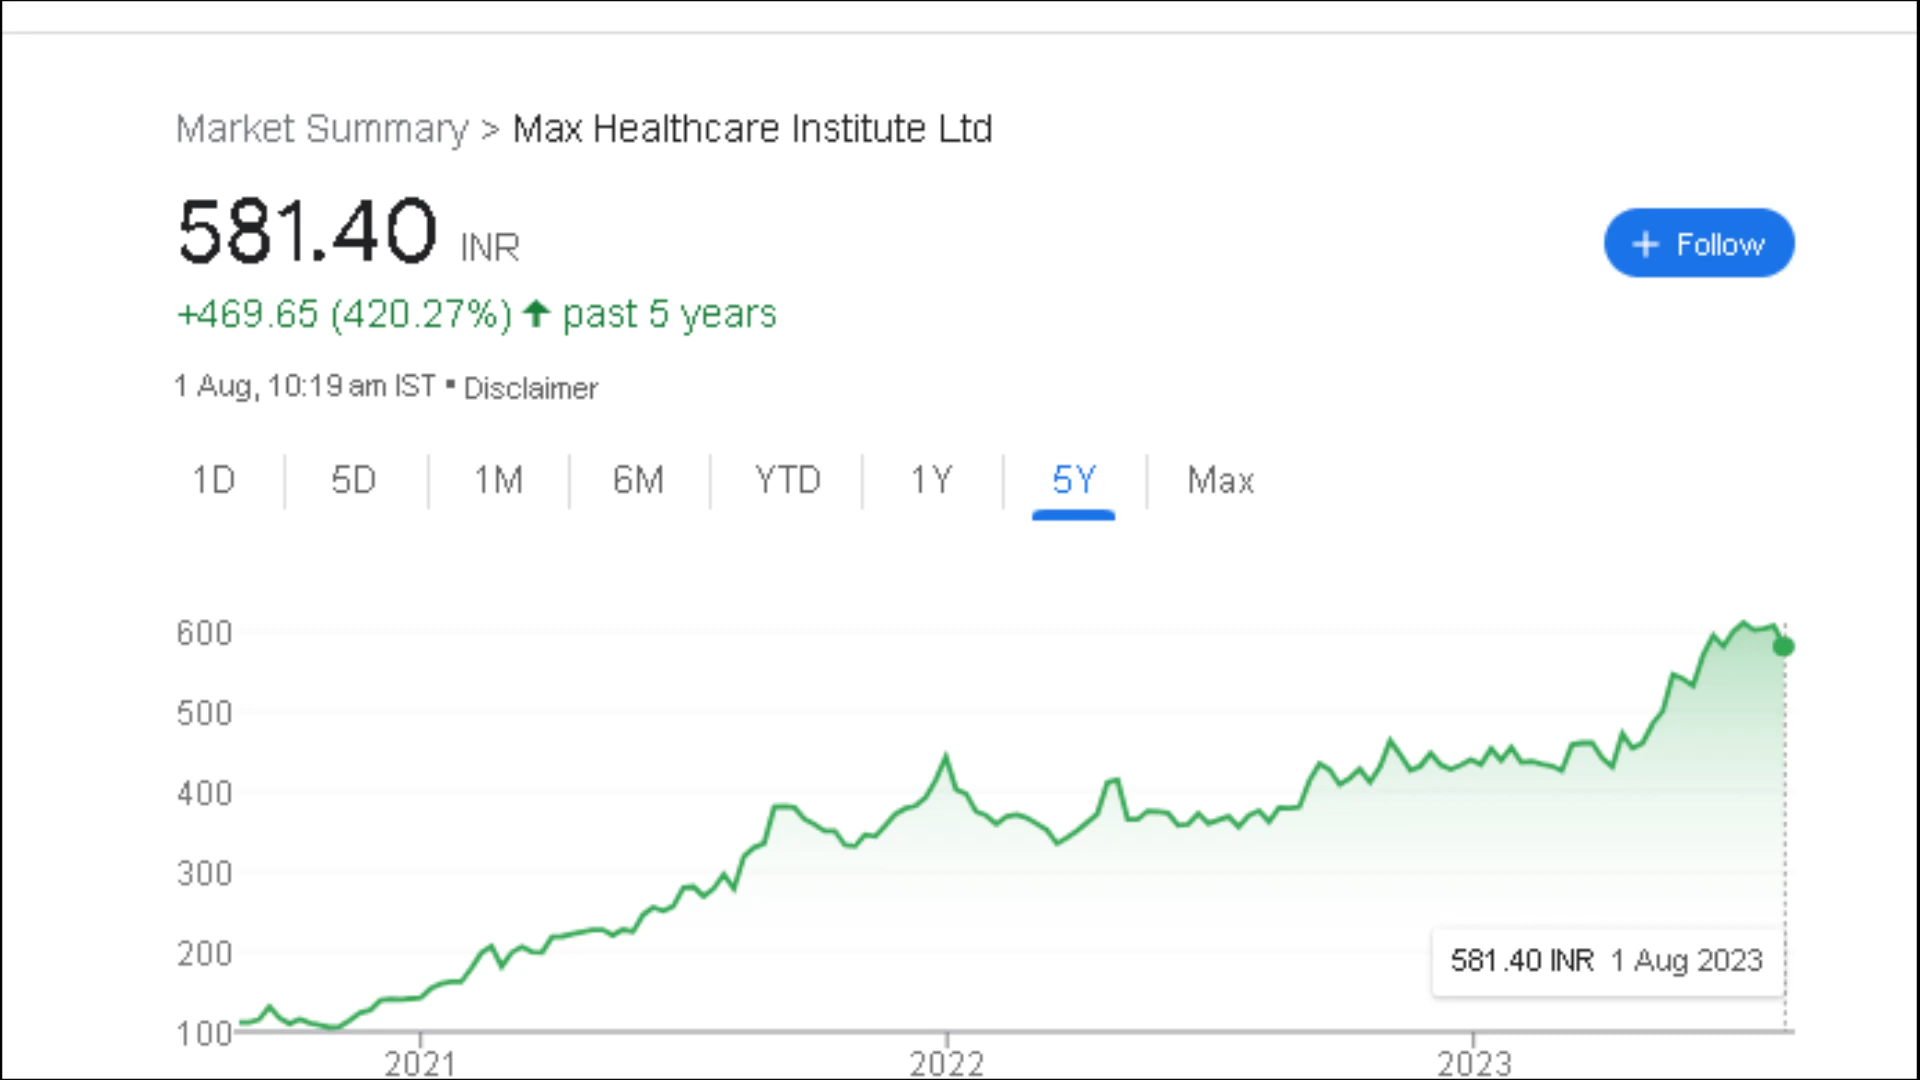 Market Summary > Max Healthcare Institute Ltd
581.40 INR
+ Follow
+469.65 (420.27%) ↑ past 5 years
1 Aug, 10:19 am IST • Disclaimer
1D 5D 1M 6M YTD 1Y 5Y Max
600
500
400
300
200
581.40 INR 1 Aug 2023
100
2021 2022 2023